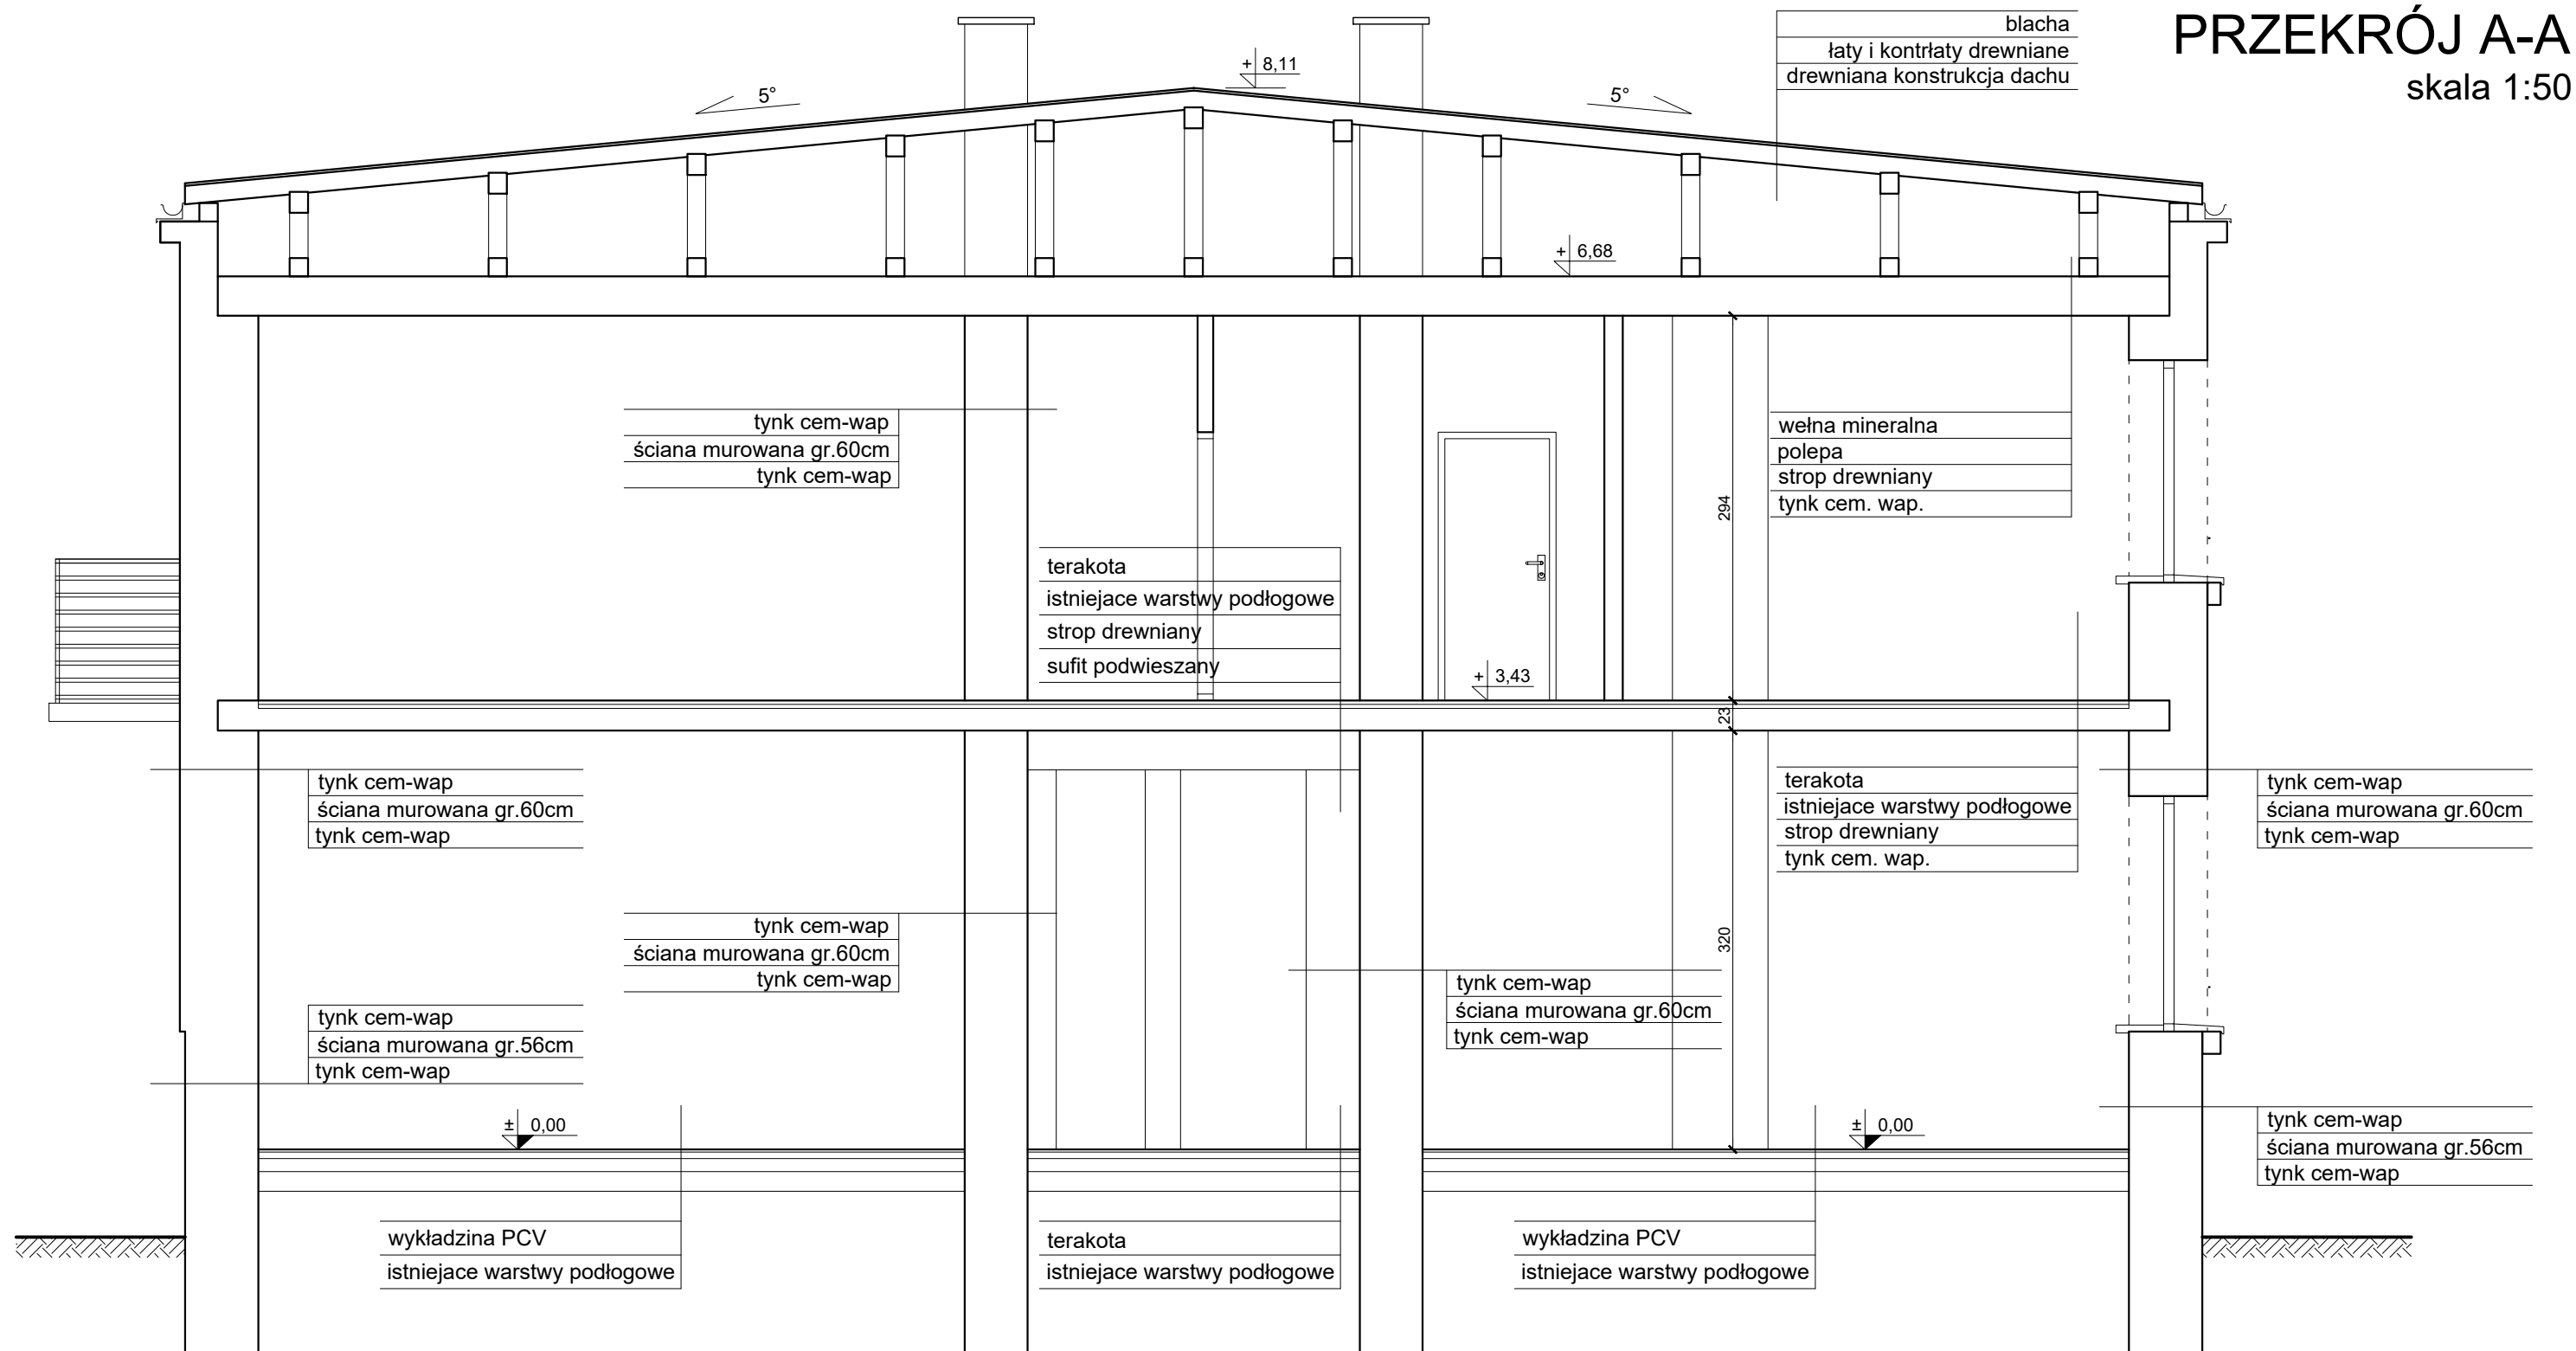 PRZEKRÓJ A-A
skala 1:50
blacha
łaty i kontrłaty drewniane
drewniana konstrukcja dachu
+ 8,11
5°
5°
+ 6,68
tynk cem-wap
ściana murowana gr.60cm
tynk cem-wap
wełna mineralna
polepa
strop drewniany
tynk cem. wap.
294
terakota
istniejace warstwy podłogowe
strop drewniany
sufit podwieszany
+ 3,43
23
tynk cem-wap
ściana murowana gr.60cm
tynk cem-wap
terakota
istniejace warstwy podłogowe
strop drewniany
tynk cem. wap.
tynk cem-wap
ściana murowana gr.60cm
tynk cem-wap
tynk cem-wap
ściana murowana gr.60cm
tynk cem-wap
320
tynk cem-wap
ściana murowana gr.60cm
tynk cem-wap
tynk cem-wap
ściana murowana gr.56cm
tynk cem-wap
± 0,00
± 0,00
tynk cem-wap
ściana murowana gr.56cm
tynk cem-wap
wykładzina PCV
istniejace warstwy podłogowe
terakota
istniejace warstwy podłogowe
wykładzina PCV
istniejace warstwy podłogowe